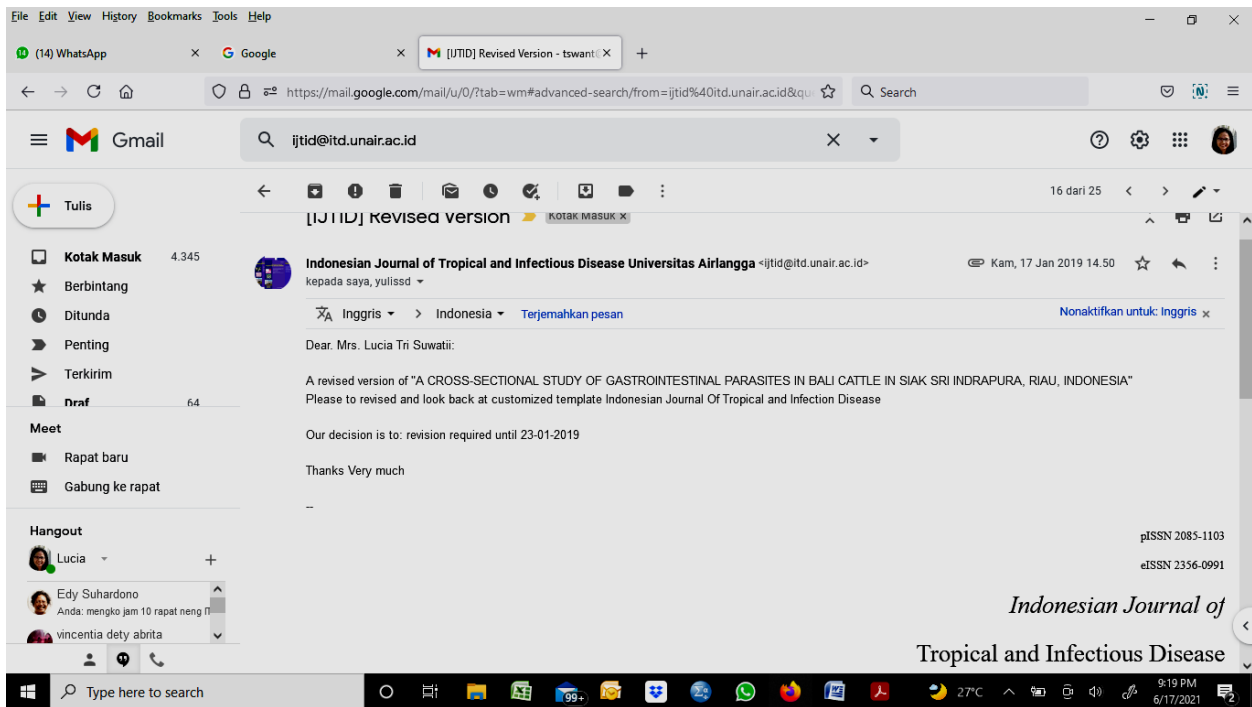 File Edit View History Bookmarks Tools Help
(14) WhatsApp
Google
[IJTID] Revised Version - tswant
https://mail.google.com/mail/u/0/?tab=wm#advanced-search/from=ijtid%40itd.unair.ac.id&qu
Search
Gmail
ijtid@itd.unair.ac.id
Tulis
16 dari 25
[IJTID] Revised Version
Kotak Masuk x
Kotak Masuk 4.345
Berbintang
Ditunda
Penting
Terkirim
Draf 64
Meet
Rapat baru
Gabung ke rapat
Hangout
Lucia
Edy Suhardono
Anda: mengko jam 10 rapat neng
vincentia dety abrita
Indonesian Journal of Tropical and Infectious Disease Universitas Airlangga <ijtid@itd.unair.ac.id>
Kam, 17 Jan 2019 14.50
kepada saya, yulissd
Inggris > Indonesia Terjemahkan pesan
Nonaktifkan untuk: Inggris x
Dear. Mrs. Lucia Tri Suwatii:
A revised version of "A CROSS-SECTIONAL STUDY OF GASTROINTESTINAL PARASITES IN BALI CATTLE IN SIAK SRI INDRAPURA, RIAU, INDONESIA"
Please to revised and look back at customized template Indonesian Journal Of Tropical and Infection Disease
Our decision is to: revision required until 23-01-2019
Thanks Very much
--
pISSN 2085-1103
eISSN 2356-0991
Indonesian Journal of
Tropical and Infectious Disease
Type here to search
99+
27°C
9:19 PM
6/17/2021
2